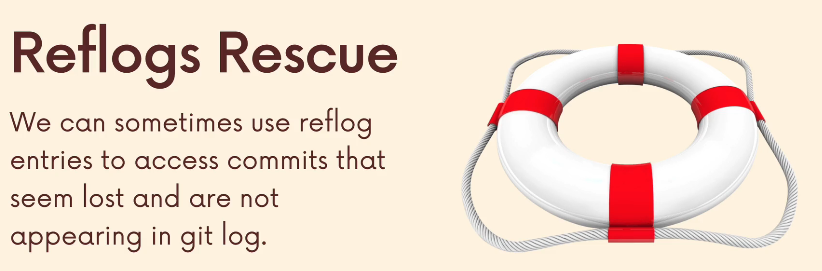 Reflogs Rescue
We can sometimes use reflog
entries to access commits that
seem lost and are not
appearing in git log.